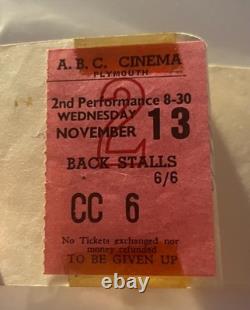 A.B.C. CINEMA
PLYMOUTH
2nd Performance 8-30
WEDNESDAY
NOVEMBER 13
2
BACK STALLS
6/6
CC 6
No Tickets exchanged nor
money refunded
TO BE GIVEN UP